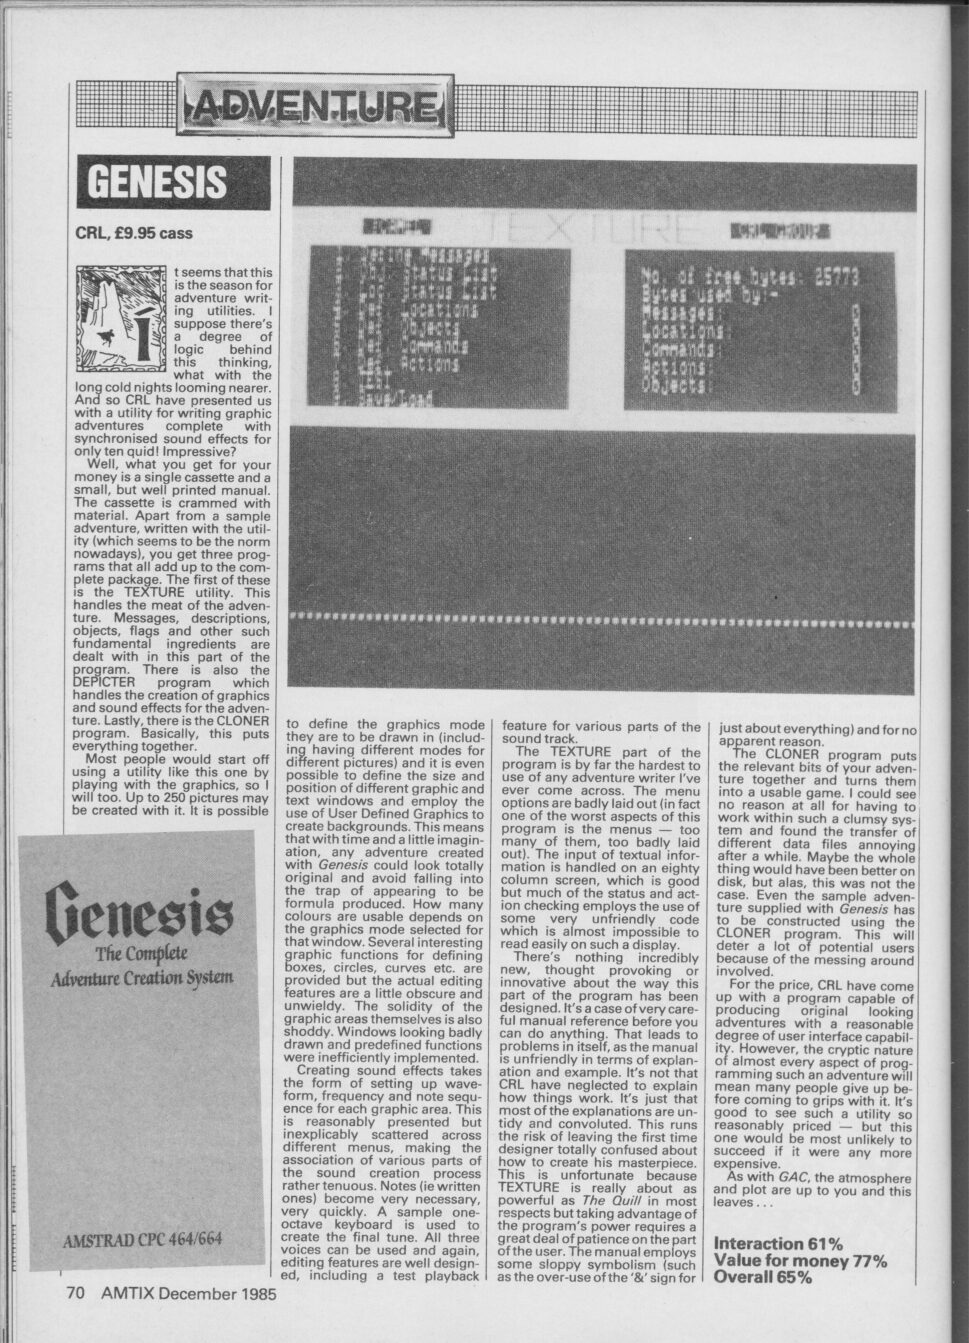 ADVENTURE
GENESIS
CRL, £9.95 cass
It seems that this
is the season for
adventure writ-
ing utilities. I
suppose there's
a degree of
logic behind
this thinking,
what with the
long cold nights looming nearer.
And so CRL have presented us
with a utility for writing graphic
adventures complete with
synchronised sound effects for
only ten quid! Impressive?
Well, what you get for your
money is a single cassette and a
small, but well printed manual.
The cassette is crammed with
material. Apart from a sample
adventure, written with the util-
ity (which seems to be the norm
nowadays), you get three prog-
rams that all add up to the com-
plete package. The first of these
is the TEXTURE utility. This
handles the meat of the adven-
ture. Messages, descriptions,
objects, flags and other such
fundamental ingredients are
dealt with in this part of the
program. There is also the
DEPICTER program which
handles the creation of graphics
and sound effects for the adven-
ture. Lastly, there is the CLONER
program. Basically, this puts
everything together.
Most people would start off
using a utility like this one by
playing with the graphics, so I
will too. Up to 250 pictures may
be created with it. It is possible
Genesis
The Complete
Adventure Creation System
AMSTRAD CPC 464/664
TEXTURE
CRL GROUP
Messages
Status List
Status List
Locations
Objects
Commands
Actions
Save/Load
No. of free bytes: 25773
Bytes used by:-
Messages: 5
Locations: 5
Commands: 5
Actions: 5
Objects: 5
to define the graphics mode
they are to be drawn in (includ-
ing having different modes for
different pictures) and it is even
possible to define the size and
position of different graphic and
text windows and employ the
use of User Defined Graphics to
create backgrounds. This means
that with time and a little imagin-
ation, any adventure created
with Genesis could look totally
original and avoid falling into
the trap of appearing to be
formula produced. How many
colours are usable depends on
the graphics mode selected for
that window. Several interesting
graphic functions for defining
boxes, circles, curves etc. are
provided but the actual editing
features are a little obscure and
unwieldy. The solidity of the
graphic areas themselves is also
shoddy. Windows looking badly
drawn and predefined functions
were inefficiently implemented.
Creating sound effects takes
the form of setting up wave-
form, frequency and note sequ-
ence for each graphic area. This
is reasonably presented but
inexplicably scattered across
different menus, making the
association of various parts of
the sound creation process
rather tenuous. Notes (ie written
ones) become very necessary,
very quickly. A sample one-
octave keyboard is used to
create the final tune. All three
voices can be used and again,
editing features are well design-
ed, including a test playback
feature for various parts of the
sound track.
The TEXTURE part of the
program is by far the hardest to
use of any adventure writer I've
ever come across. The menu
options are badly laid out (in fact
one of the worst aspects of this
program is the menus — too
many of them, too badly laid
out). The input of textual infor-
mation is handled on an eighty
column screen, which is good
but much of the status and act-
ion checking employs the use of
some very unfriendly code
which is almost impossible to
read easily on such a display.
There's nothing incredibly
new, thought provoking or
innovative about the way this
part of the program has been
designed. It's a case of very care-
ful manual reference before you
can do anything. That leads to
problems in itself, as the manual
is unfriendly in terms of explan-
ation and example. It's not that
CRL have neglected to explain
how things work. It's just that
most of the explanations are un-
tidy and convoluted. This runs
the risk of leaving the first time
designer totally confused about
how to create his masterpiece.
This is unfortunate because
TEXTURE is really about as
powerful as The Quill in most
respects but taking advantage of
the program's power requires a
great deal of patience on the part
of the user. The manual employs
some sloppy symbolism (such
as the over-use of the '&' sign for
just about everything) and for no
apparent reason.
The CLONER program puts
the relevant bits of your adven-
ture together and turns them
into a usable game. I could see
no reason at all for having to
work within such a clumsy sys-
tem and found the transfer of
different data files annoying
after a while. Maybe the whole
thing would have been better on
disk, but alas, this was not the
case. Even the sample adven-
ture supplied with Genesis has
to be constructed using the
CLONER program. This will
deter a lot of potential users
because of the messing around
involved.
For the price, CRL have come
up with a program capable of
producing original looking
adventures with a reasonable
degree of user interface capabil-
ity. However, the cryptic nature
of almost every aspect of prog-
ramming such an adventure will
mean many people give up be-
fore coming to grips with it. It's
good to see such a utility so
reasonably priced — but this
one would be most unlikely to
succeed if it were any more
expensive.
As with GAC, the atmosphere
and plot are up to you and this
leaves . . .
Interaction 61%
Value for money 77%
Overall 65%
70 AMTIX December 1985